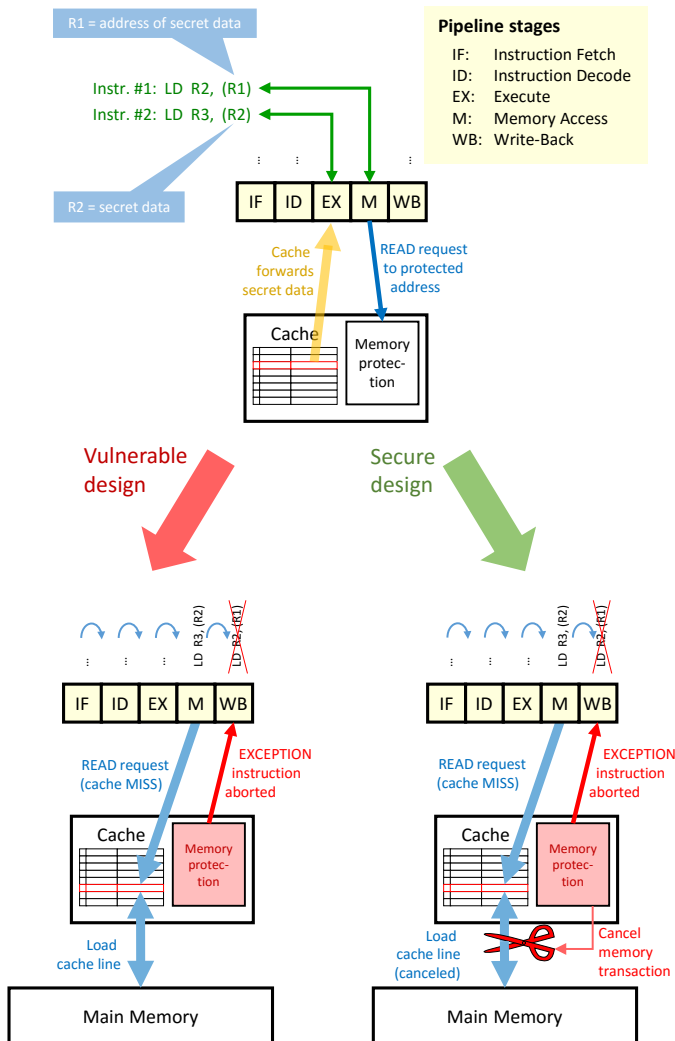 R1 = address of secret data
Pipeline stages
IF: Instruction Fetch
ID: Instruction Decode
EX: Execute
M: Memory Access
WB: Write-Back
Instr. #1: LD R2, (R1)
Instr. #2: LD R3, (R2)
R2 = secret data
... ... ...
IF ID EX M WB
Cache
forwards
secret data
READ request
to protected
address
Cache
Memory
protec-
tion
Vulnerable
design
Secure
design
... ... ... LD R3, (R2) LD R2, (R1)
IF ID EX M WB
READ request
(cache MISS)
EXCEPTION
instruction
aborted
Cache
Memory
protec-
tion
Load
cache line
Main Memory
... ... ... LD R3, (R2) LD R2, (R1)
IF ID EX M WB
READ request
(cache MISS)
EXCEPTION
instruction
aborted
Cache
Memory
protec-
tion
Load
cache line
(canceled)
Cancel
memory
transaction
Main Memory